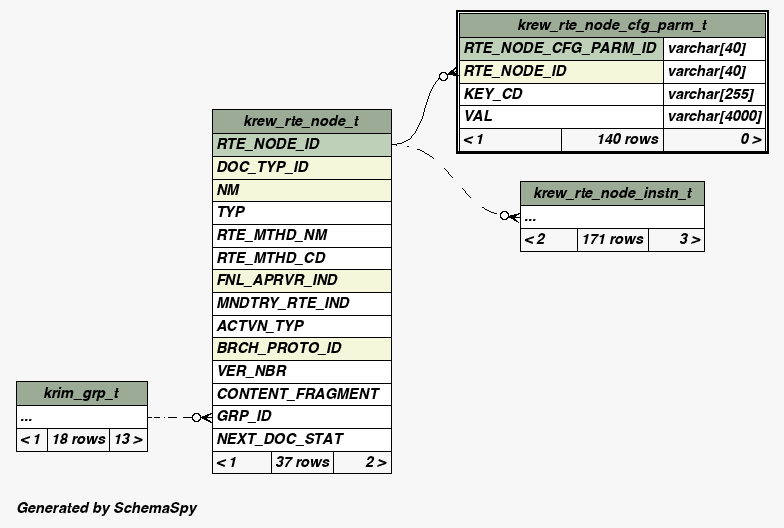 krew_rte_node_cfg_parm_t
RTE_NODE_CFG_PARM_ID varchar[40]
RTE_NODE_ID varchar[40]
KEY_CD varchar[255]
VAL varchar[4000]
< 1 140 rows 0 >
krew_rte_node_t
RTE_NODE_ID
DOC_TYP_ID
NM
TYP
RTE_MTHD_NM
RTE_MTHD_CD
FNL_APRVR_IND
MNDTRY_RTE_IND
ACTVN_TYP
BRCH_PROTO_ID
VER_NBR
CONTENT_FRAGMENT
GRP_ID
NEXT_DOC_STAT
< 1 37 rows 2 >
krew_rte_node_instn_t
...
< 2 171 rows 3 >
krim_grp_t
...
< 1 18 rows 13 >
Generated by SchemaSpy